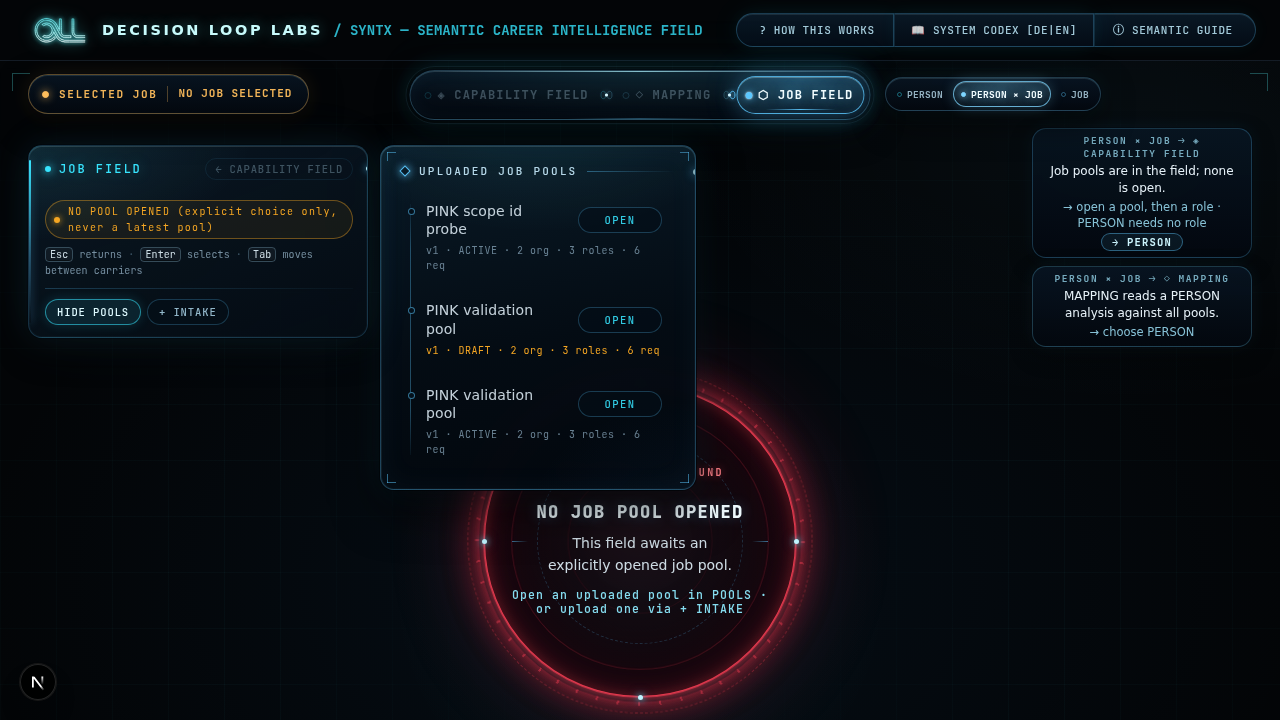 DECISION LOOP LABS / SYNTX — SEMANTIC CAREER INTELLIGENCE FIELD
? HOW THIS WORKS
SYSTEM CODEX [DE|EN]
SEMANTIC GUIDE
SELECTED JOB
NO JOB SELECTED
CAPABILITY FIELD
MAPPING
JOB FIELD
PERSON
PERSON × JOB
JOB
JOB FIELD
← CAPABILITY FIELD
NO POOL OPENED (explicit choice only,
never a latest pool)
Esc returns · Enter selects · Tab moves
between carriers
HIDE POOLS
+ INTAKE
UPLOADED JOB POOLS
PINK scope id
probe
OPEN
v1 · ACTIVE · 2 org · 3 roles · 6
req
PINK validation
pool
OPEN
v1 · DRAFT · 2 org · 3 roles · 6 req
PINK validation
pool
OPEN
v1 · ACTIVE · 2 org · 3 roles · 6
req
PERSON × JOB → ◈
CAPABILITY FIELD
Job pools are in the field; none
is open.
→ open a pool, then a role ·
PERSON needs no role
→ PERSON
PERSON × JOB → ◇ MAPPING
MAPPING reads a PERSON
analysis against all pools.
→ choose PERSON
UND
NO JOB POOL OPENED
This field awaits an
explicitly opened job pool.
Open an uploaded pool in POOLS ·
or upload one via + INTAKE
N